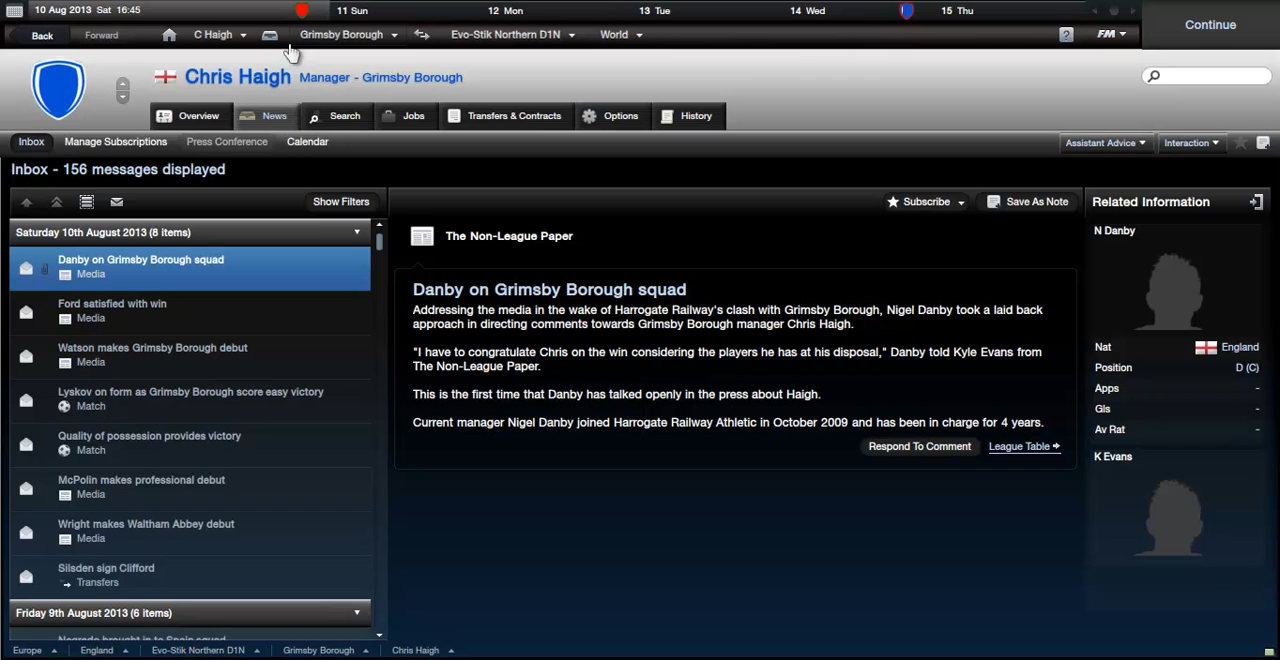 10 Aug 2013 Sat 16:45
11 Sun
12 Mon
13 Tue
14 Wed
15 Thu
Continue
Back
Forward
C Haigh
Grimsby Borough
Evo-Stik Northern D1N
World
?
FM
Chris Haigh
Manager - Grimsby Borough
Overview
News
Search
Jobs
Transfers & Contracts
Options
History
Inbox
Manage Subscriptions
Press Conference
Calendar
Assistant Advice
Interaction
Inbox - 156 messages displayed
Show Filters
Subscribe
Save As Note
Related Information
Saturday 10th August 2013 (8 items)
Danby on Grimsby Borough squad
Media
Ford satisfied with win
Media
Watson makes Grimsby Borough debut
Media
Lyskov on form as Grimsby Borough score easy victory
Match
Quality of possession provides victory
Match
McPolin makes professional debut
Media
Wright makes Waltham Abbey debut
Media
Silsden sign Clifford
Transfers
Friday 9th August 2013 (6 items)
Negredo brought in to Spain squad
The Non-League Paper
Danby on Grimsby Borough squad
Addressing the media in the wake of Harrogate Railway's clash with Grimsby Borough, Nigel Danby took a laid back
approach in directing comments towards Grimsby Borough manager Chris Haigh.
"I have to congratulate Chris on the win considering the players he has at his disposal," Danby told Kyle Evans from
The Non-League Paper.
This is the first time that Danby has talked openly in the press about Haigh.
Current manager Nigel Danby joined Harrogate Railway Athletic in October 2009 and has been in charge for 4 years.
Respond To Comment
League Table
N Danby
Nat England
Position D (C)
Apps -
Gls -
Av Rat -
K Evans
Europe
England
Evo-Stik Northern D1N
Grimsby Borough
Chris Haigh